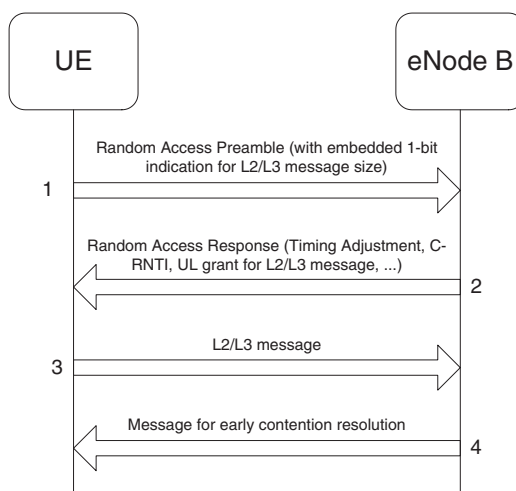 UE
eNode B
Random Access Preamble (with embedded 1-bit
indication for L2/L3 message size)
1
Random Access Response (Timing Adjustment, C-
RNTI, UL grant for L2/L3 message, ...)
2
L2/L3 message
3
Message for early contention resolution
4